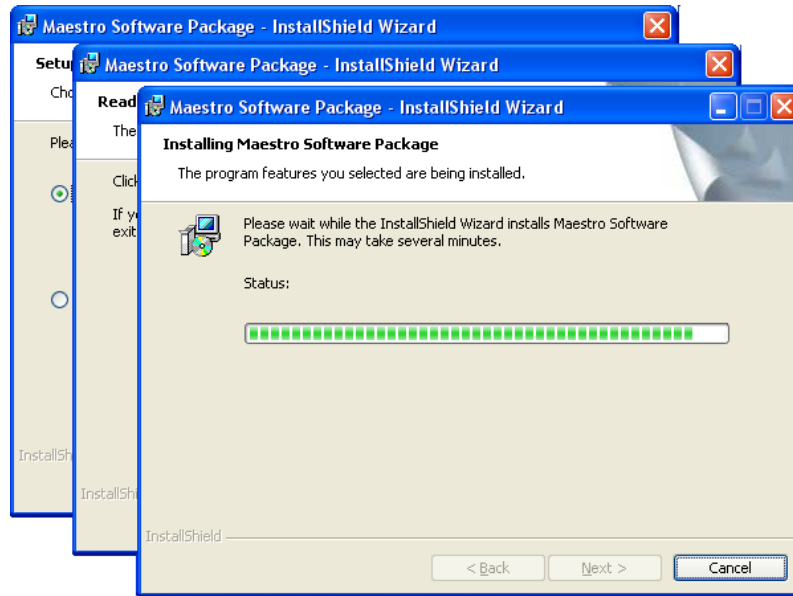 Maestro Software Package - InstallShield Wizard
Setu
Cho
Plea
InstallSh
Maestro Software Package - InstallShield Wizard
Read
The
Click
If yo
exit
InstallShi
Maestro Software Package - InstallShield Wizard
Installing Maestro Software Package
The program features you selected are being installed.
Please wait while the InstallShield Wizard installs Maestro Software
Package. This may take several minutes.
Status:
InstallShield
< Back Next > Cancel